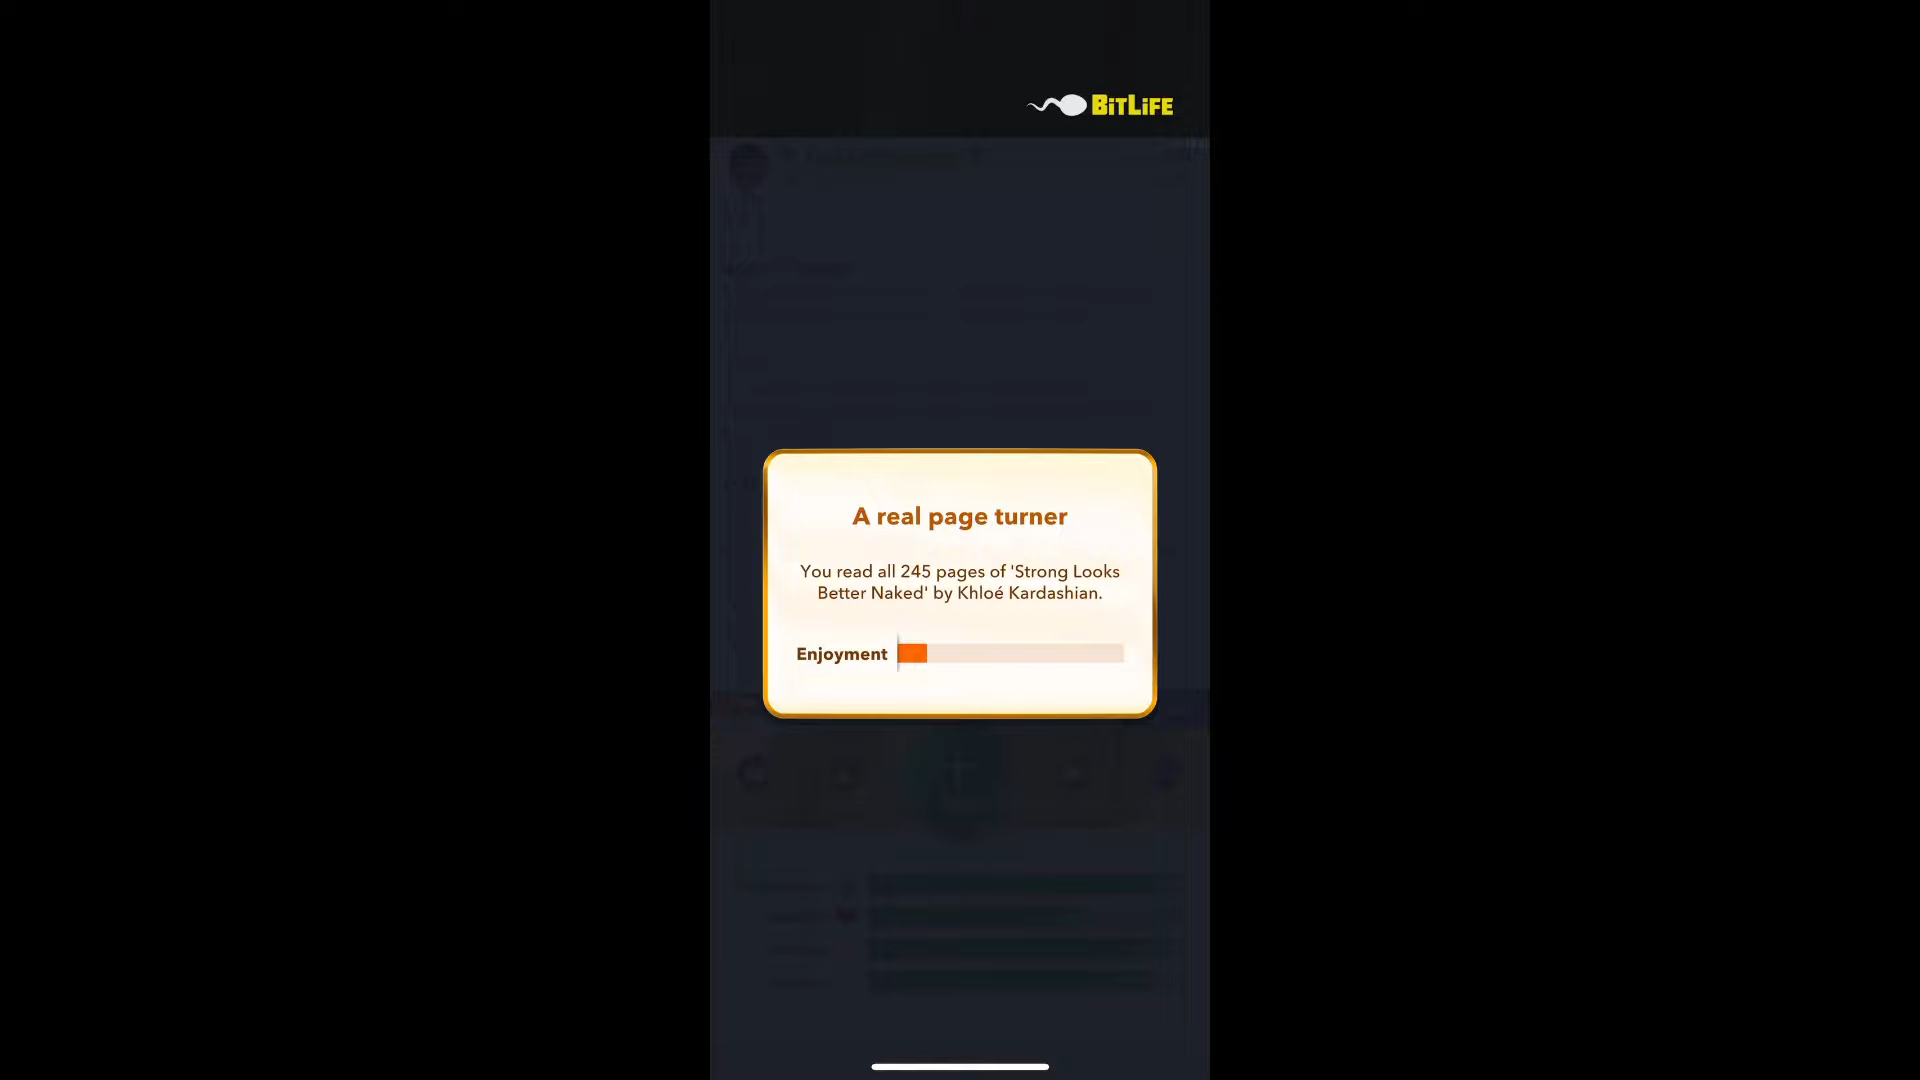 BITLIFE
A real page turner
You read all 245 pages of 'Strong Looks
Better Naked' by Khloé Kardashian.
Enjoyment